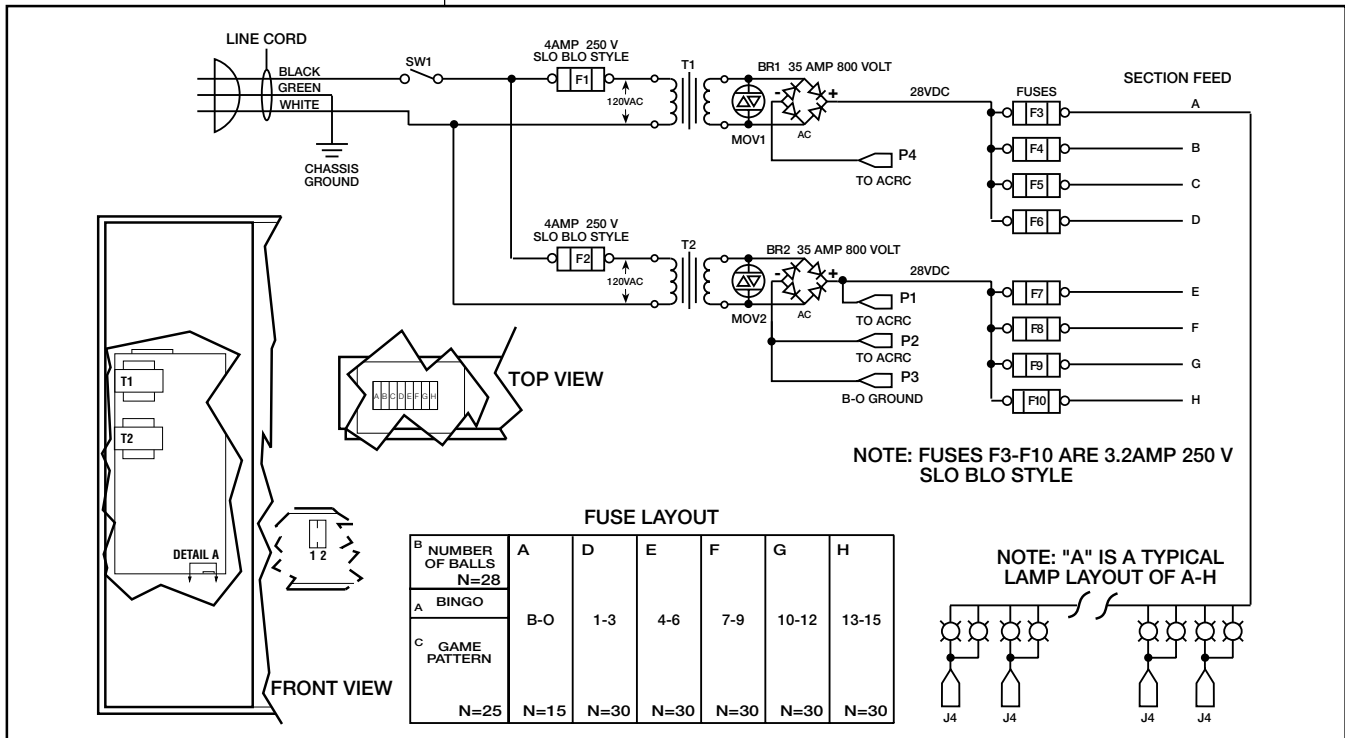 LINE CORD
BLACK
GREEN
WHITE
CHASSIS
GROUND
SW1
4AMP 250 V
SLO BLO STYLE
F1
120VAC
T1
BR1 35 AMP 800 VOLT
- +
MOV1
AC
P4
TO ACRC
28VDC
FUSES
SECTION FEED
F3
A
F4
B
F5
C
F6
D
4AMP 250 V
SLO BLO STYLE
F2
120VAC
T2
BR2 35 AMP 800 VOLT
- +
MOV2
AC
P1
TO ACRC
P2
TO ACRC
P3
B-O GROUND
28VDC
F7
E
F8
F
F9
G
F10
H
NOTE: FUSES F3-F10 ARE 3.2AMP 250 V
SLO BLO STYLE
T1
T2
DETAIL A
FRONT VIEW
ABCDEFGH
TOP VIEW
1 2
FUSE LAYOUT
B NUMBER
OF BALLS
N=28
A BINGO
C GAME
PATTERN
N=25
A
B-O
N=15
D
1-3
N=30
E
4-6
N=30
F
7-9
N=30
G
10-12
N=30
H
13-15
N=30
NOTE: "A" IS A TYPICAL
LAMP LAYOUT OF A-H
J4 J4 J4 J4